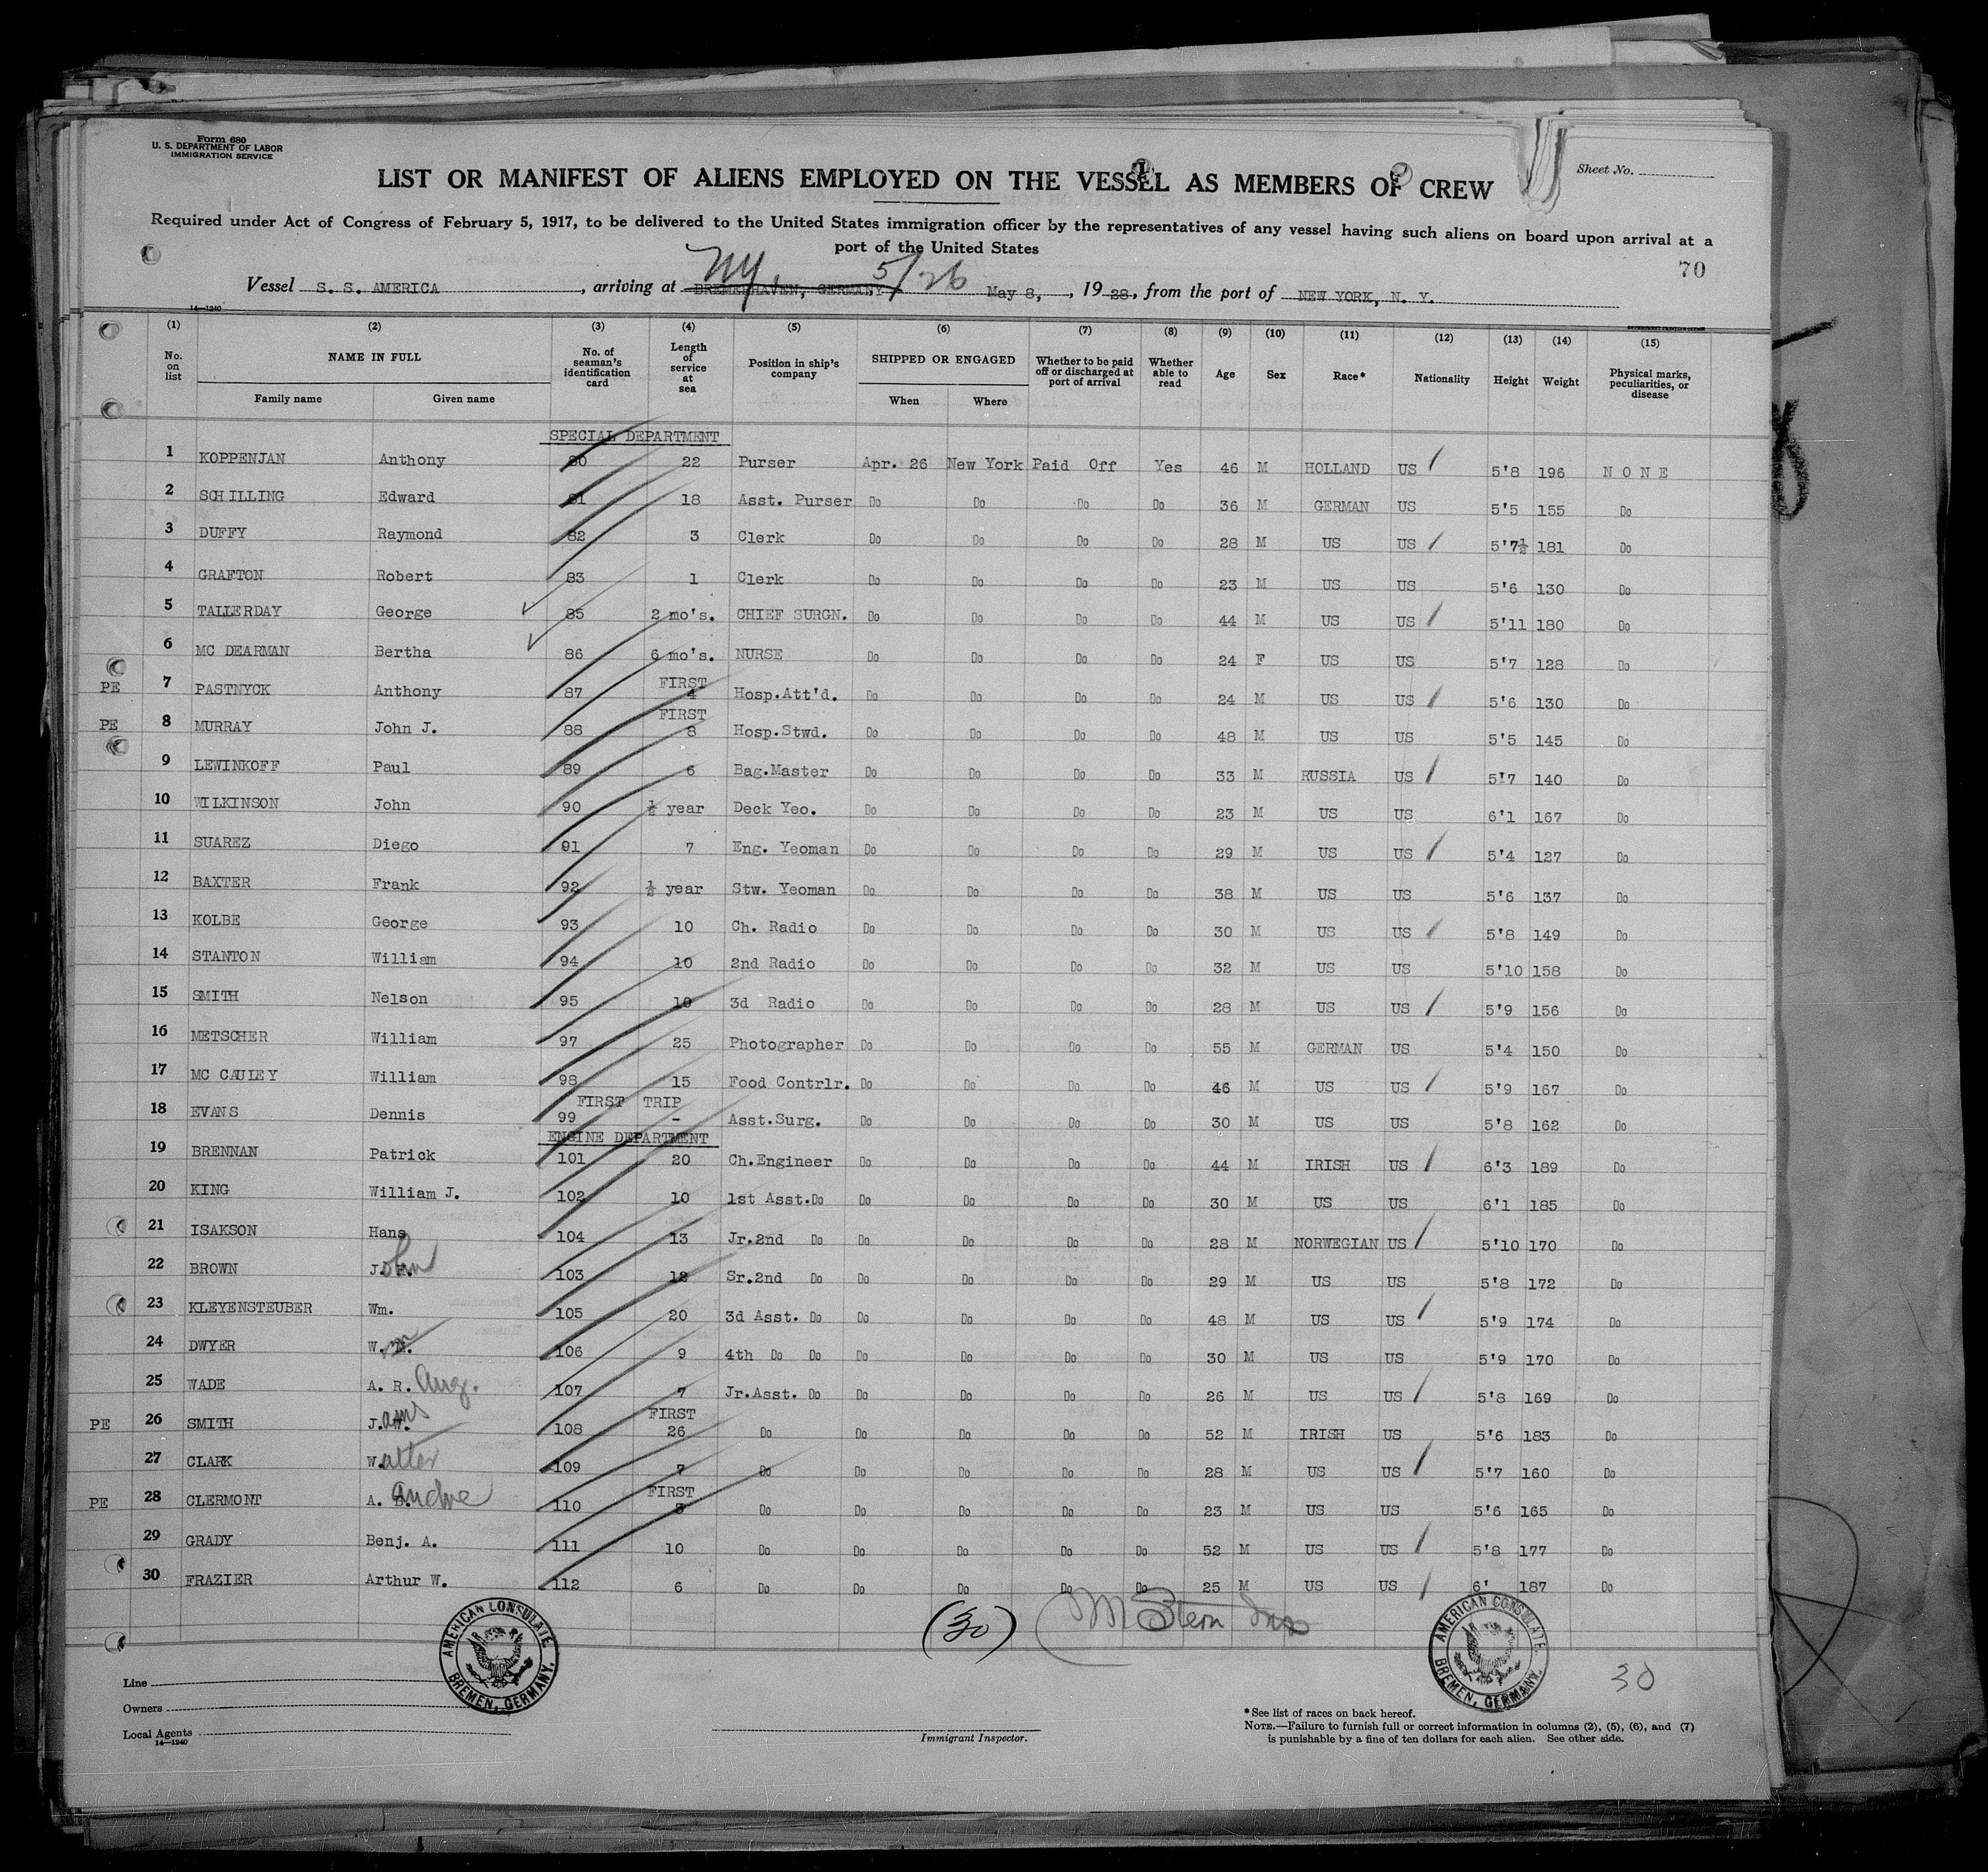 Form 680
U. S. DEPARTMENT OF LABOR
IMMIGRATION SERVICE
Sheet No.
LIST OR MANIFEST OF ALIENS EMPLOYED ON THE VESSEL AS MEMBERS OF CREW
Required under Act of Congress of February 5, 1917, to be delivered to the United States immigration officer by the representatives of any vessel having such aliens on board upon arrival at a
port of the United States
70
NY, 5/26
Vessel S. S. AMERICA, arriving at BREMERHAVEN, GERMANY May 8, 1928, from the port of NEW YORK, N. Y.
14—1240
(1) (2) (3) (4) (5) (6) (7) (8) (9) (10) (11) (12) (13) (14) (15)
No. on list NAME IN FULL Family name Given name No. of seaman's identification card Length of service at sea Position in ship's company SHIPPED OR ENGAGED When Where Whether to be paid off or discharged at port of arrival Whether able to read Age Sex Race* Nationality Height Weight Physical marks, peculiarities, or disease
SPECIAL DEPARTMENT
1 KOPPENJAN Anthony 80 22 Purser Apr. 26 New York Paid Off Yes 46 M HOLLAND US 5'8 196 NONE
2 SCHILLING Edward 81 18 Asst. Purser Do Do Do Do 36 M GERMAN US 5'5 155 Do
3 DUFFY Raymond 82 3 Clerk Do Do Do Do 28 M US US 5'7½ 181 Do
4 GRAFTON Robert 83 1 Clerk Do Do Do Do 23 M US US 5'6 130 Do
5 TALLERDAY George 85 2 mo's. CHIEF SURGN. Do Do Do Do 44 M US US 5'11 180 Do
6 MC DEARMAN Bertha 86 6 mo's. NURSE Do Do Do Do 24 F US US 5'7 128 Do
FIRST
PE 7 PASTNYCK Anthony 87 4 Hosp.Att'd. Do Do Do Do 24 M US US 5'6 130 Do
FIRST
PE 8 MURRAY John J. 88 8 Hosp.Stwd. Do Do Do Do 48 M US US 5'5 145 Do
9 LEWINKOFF Paul 89 6 Bag.Master Do Do Do Do 33 M RUSSIA US 5'7 140 Do
10 WILKINSON John 90 ½ year Deck Yeo. Do Do Do Do 23 M US US 6'1 167 Do
11 SUAREZ Diego 91 7 Eng. Yeoman Do Do Do Do 29 M US US 5'4 127 Do
12 BAXTER Frank 92 ½ year Stw. Yeoman Do Do Do Do 38 M US US 5'6 137 Do
13 KOLBE George 93 10 Ch. Radio Do Do Do Do 30 M US US 5'8 149 Do
14 STANTON William 94 10 2nd Radio Do Do Do Do 32 M US US 5'10 158 Do
15 SMITH Nelson 95 10 3d Radio Do Do Do Do 28 M US US 5'9 156 Do
16 METSCHER William 97 25 Photographer Do Do Do Do 55 M GERMAN US 5'4 150 Do
17 MC CAULEY William 98 15 Food Contrlr. Do Do Do Do 46 M US US 5'9 167 Do
FIRST TRIP
18 EVANS Dennis 99 - Asst.Surg. Do Do Do Do 30 M US US 5'8 162 Do
ENGINE DEPARTMENT
19 BRENNAN Patrick 101 20 Ch.Engineer Do Do Do Do 44 M IRISH US 6'3 189 Do
20 KING William J. 102 10 1st Asst.Do Do Do Do Do 30 M US US 6'1 185 Do
21 ISAKSON Hans 104 13 Jr.2nd Do Do Do Do Do 28 M NORWEGIAN US 5'10 170 Do
22 BROWN John 103 12 Sr.2nd Do Do Do Do Do 29 M US US 5'8 172 Do
23 KLEYENSTEUBER Wm. 105 20 3d Asst. Do Do Do Do Do 48 M US US 5'9 174 Do
24 DWYER Wm 106 9 4th Do Do Do Do Do Do 30 M US US 5'9 170 Do
25 WADE A. R. Aug. 107 7 Jr.Asst. Do Do Do Do Do 26 M US US 5'8 169 Do
FIRST
PE 26 SMITH James 108 26 Do Do Do Do Do 52 M IRISH US 5'6 183 Do
27 CLARK Walter 109 7 Do Do Do Do Do 28 M US US 5'7 160 Do
FIRST
PE 28 CLERMONT A. Andre 110 3 Do Do Do Do Do 23 M US US 5'6 165 Do
29 GRADY Benj. A. 111 10 Do Do Do Do Do 52 M US US 5'8 177 Do
30 FRAZIER Arthur W. 112 6 Do Do Do Do Do 25 M US US 6' 187 Do
(30) M Stern Ins
AMERICAN CONSULATE BREMEN, GERMANY.
AMERICAN CONSULATE BREMEN, GERMANY.
30
Line
Owners
Local Agents
14—1240
Immigrant Inspector.
*See list of races on back hereof.
NOTE.—Failure to furnish full or correct information in columns (2), (5), (6), and (7)
is punishable by a fine of ten dollars for each alien. See other side.